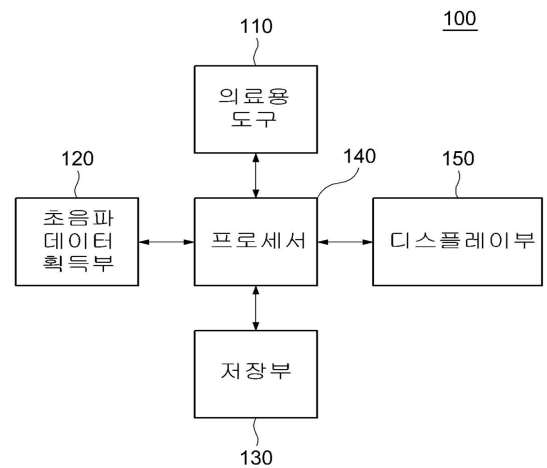 100
110
의료용
도구
120
140
150
초음파
데이터
획득부
프로세서
디스플레이부
저장부
130